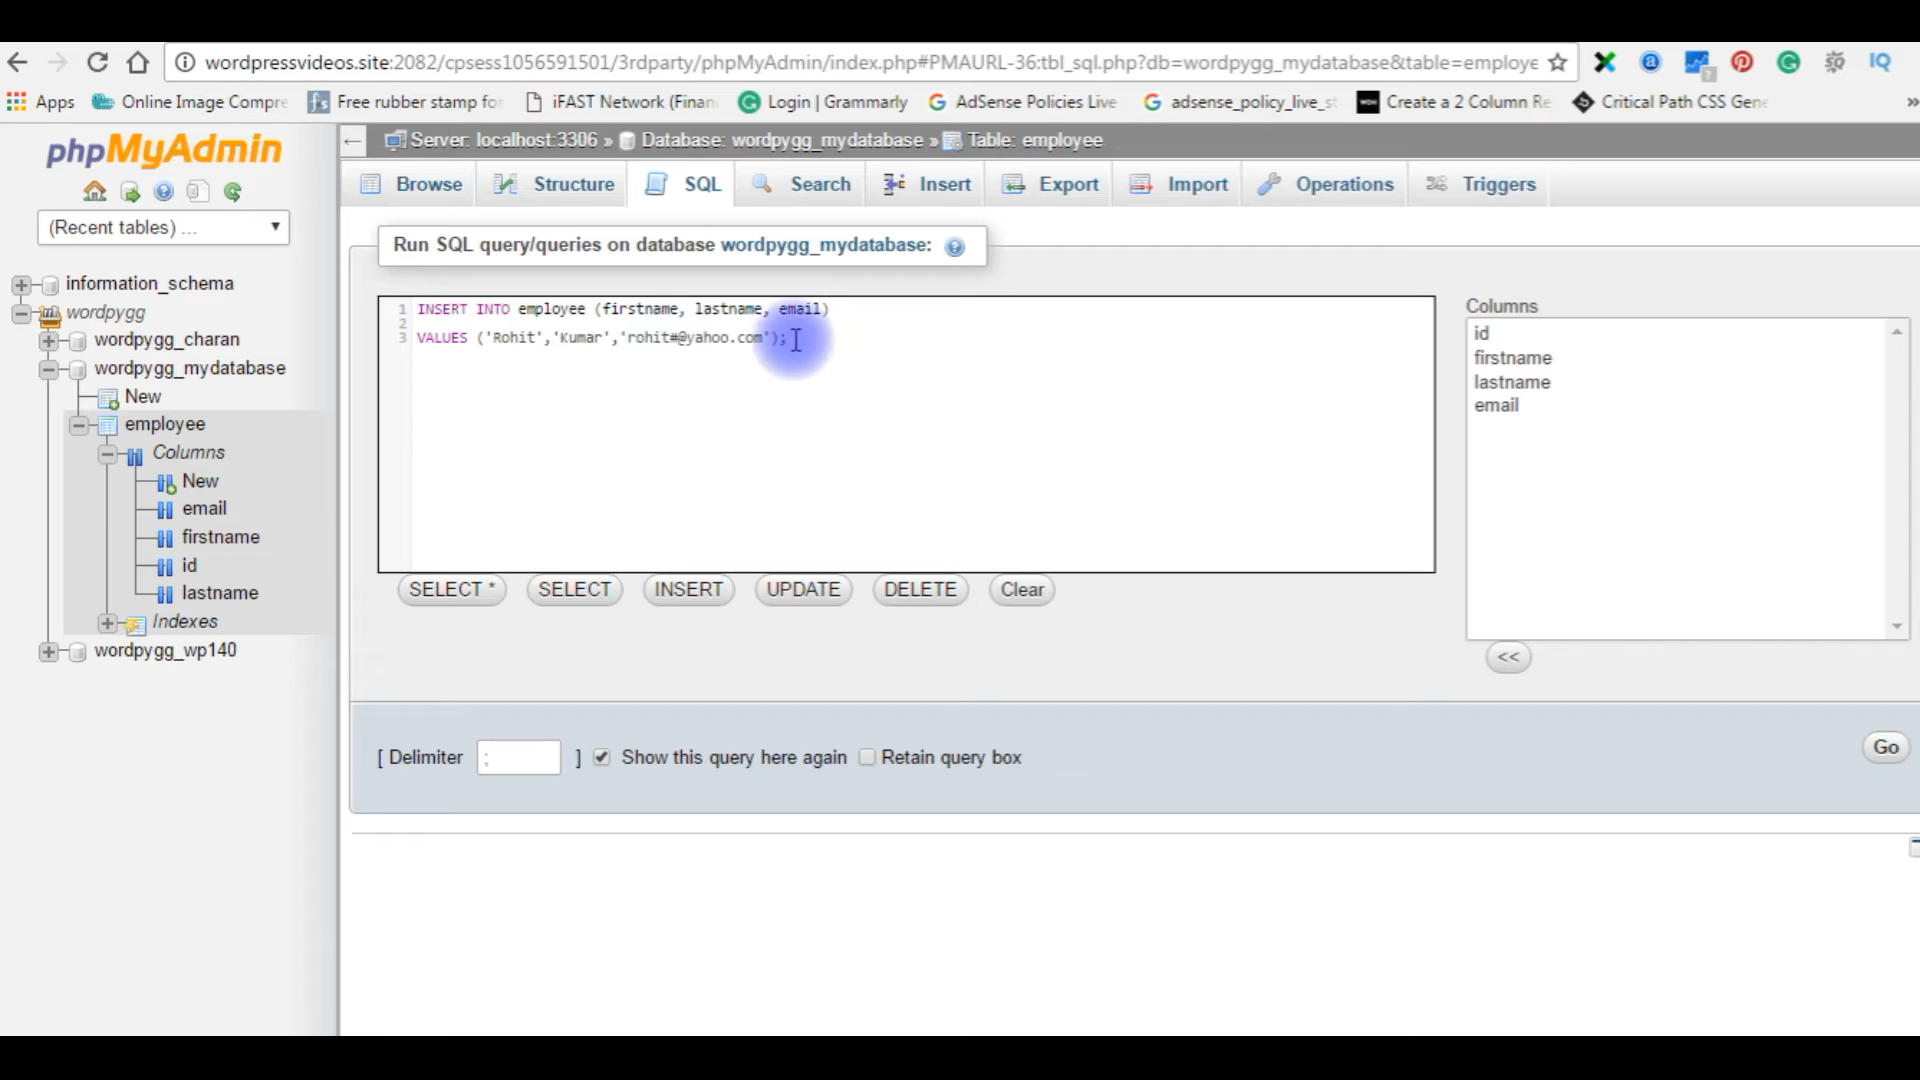 wordpressvideos.site:2082/cpsess1056591501/3rdparty/phpMyAdmin/index.php#PMAURL-36:tbl_sql.php?db=wordpygg_mydatabase&table=employe
Apps Online Image Compre Free rubber stamp for iFAST Network (Finan Login | Grammarly AdSense Policies Live adsense_policy_live_st Create a 2 Column Re Critical Path CSS Gene »
phpMyAdmin
(Recent tables) ...
information_schema
wordpygg
wordpygg_charan
wordpygg_mydatabase
New
employee
Columns
New
email
firstname
id
lastname
Indexes
wordpygg_wp140
Server: localhost:3306 » Database: wordpygg_mydatabase » Table: employee
Browse Structure SQL Search Insert Export Import Operations Triggers
Run SQL query/queries on database wordpygg_mydatabase:
1 INSERT INTO employee (firstname, lastname, email)
2
3 VALUES ('Rohit','Kumar','rohit#@yahoo.com');
SELECT * SELECT INSERT UPDATE DELETE Clear
Columns
id
firstname
lastname
email
<<
[ Delimiter ; ] Show this query here again Retain query box
Go